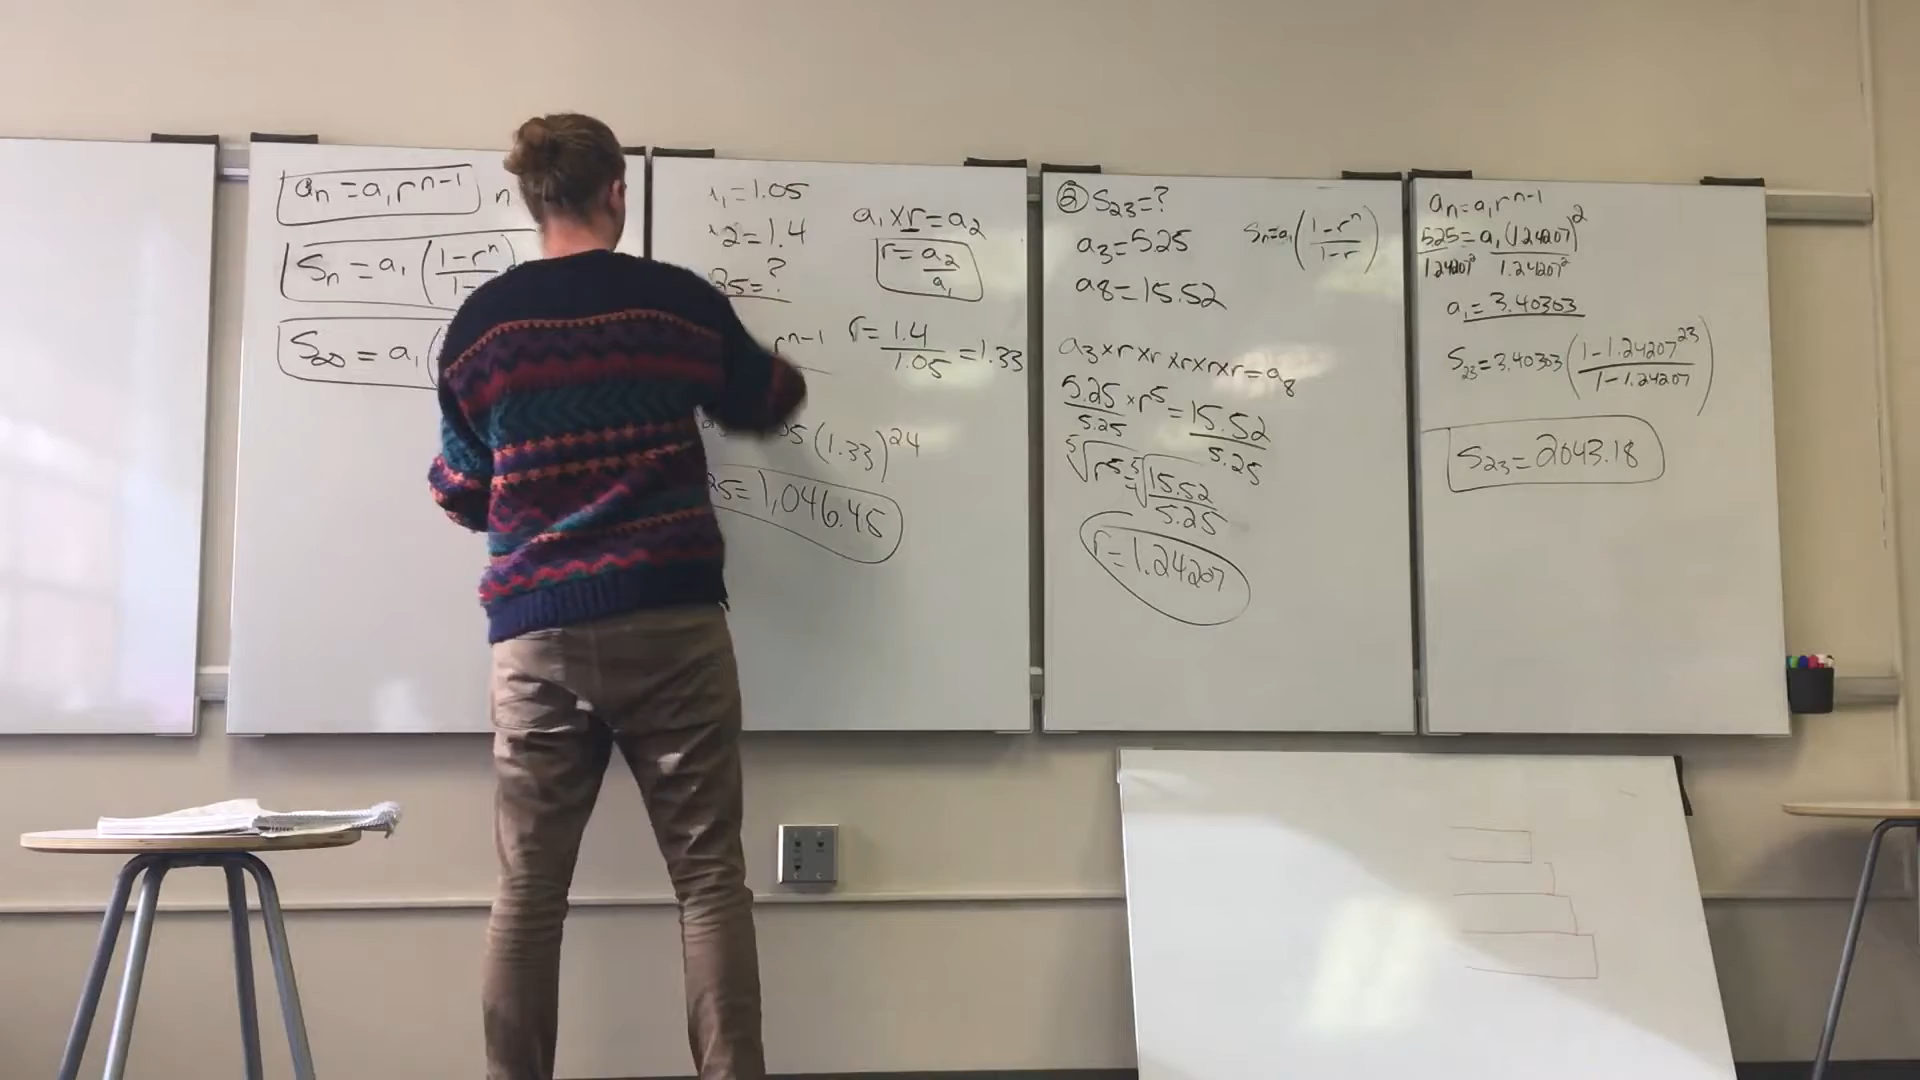 an = a1 r^n-1 n
Sn = a1 (1-r^n / 1-
S∞ = a1 (
1 = 1.05
2 = 1.4
25 = ?
a1 × r = a2
r = a2 / a1
r^n-1
r = 1.4 / 1.05 = 1.33
05 (1.33)^24
25 = 1,046.45
② S23 = ?
a3 = 525
a8 = 15.52
Sn = a1 (1-r^n / 1-r)
a3 × r × r × r × r × r = a8
5.25 / 5.25 × r^5 = 15.52 / 5.25
5√r^5 = 5√15.52 / 5.25
r = 1.24207
an = a1 r^n-1
525 / 1.24207^2 = a1 (1.24207)^2 / 1.24207^2
a1 = 3.40303
S23 = 3.40303 (1-1.24207^23 / 1-1.24207)
S23 = 2043.18